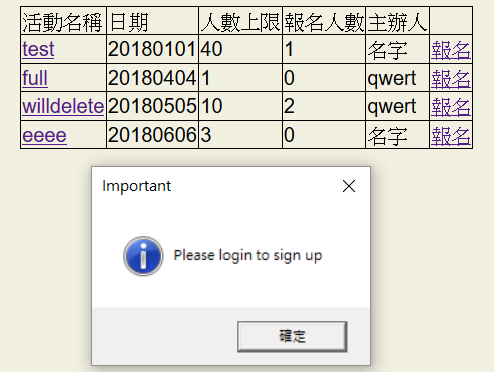 活動名稱 日期 人數上限 報名人數 主辦人
test 20180101 40 1 名字 報名
full 20180404 1 0 qwert 報名
willdelete 20180505 10 2 qwert 報名
eeee 20180606 3 0 名字 報名
Important
Please login to sign up
確定